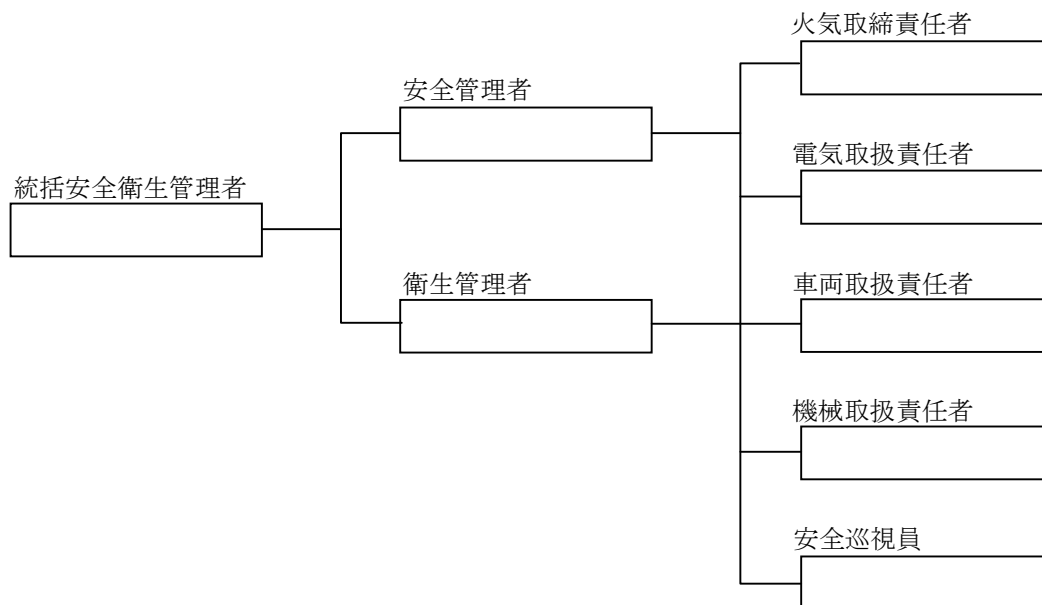 統括安全衛生管理者
安全管理者
衛生管理者
火気取締責任者
電気取扱責任者
車両取扱責任者
機械取扱責任者
安全巡視員